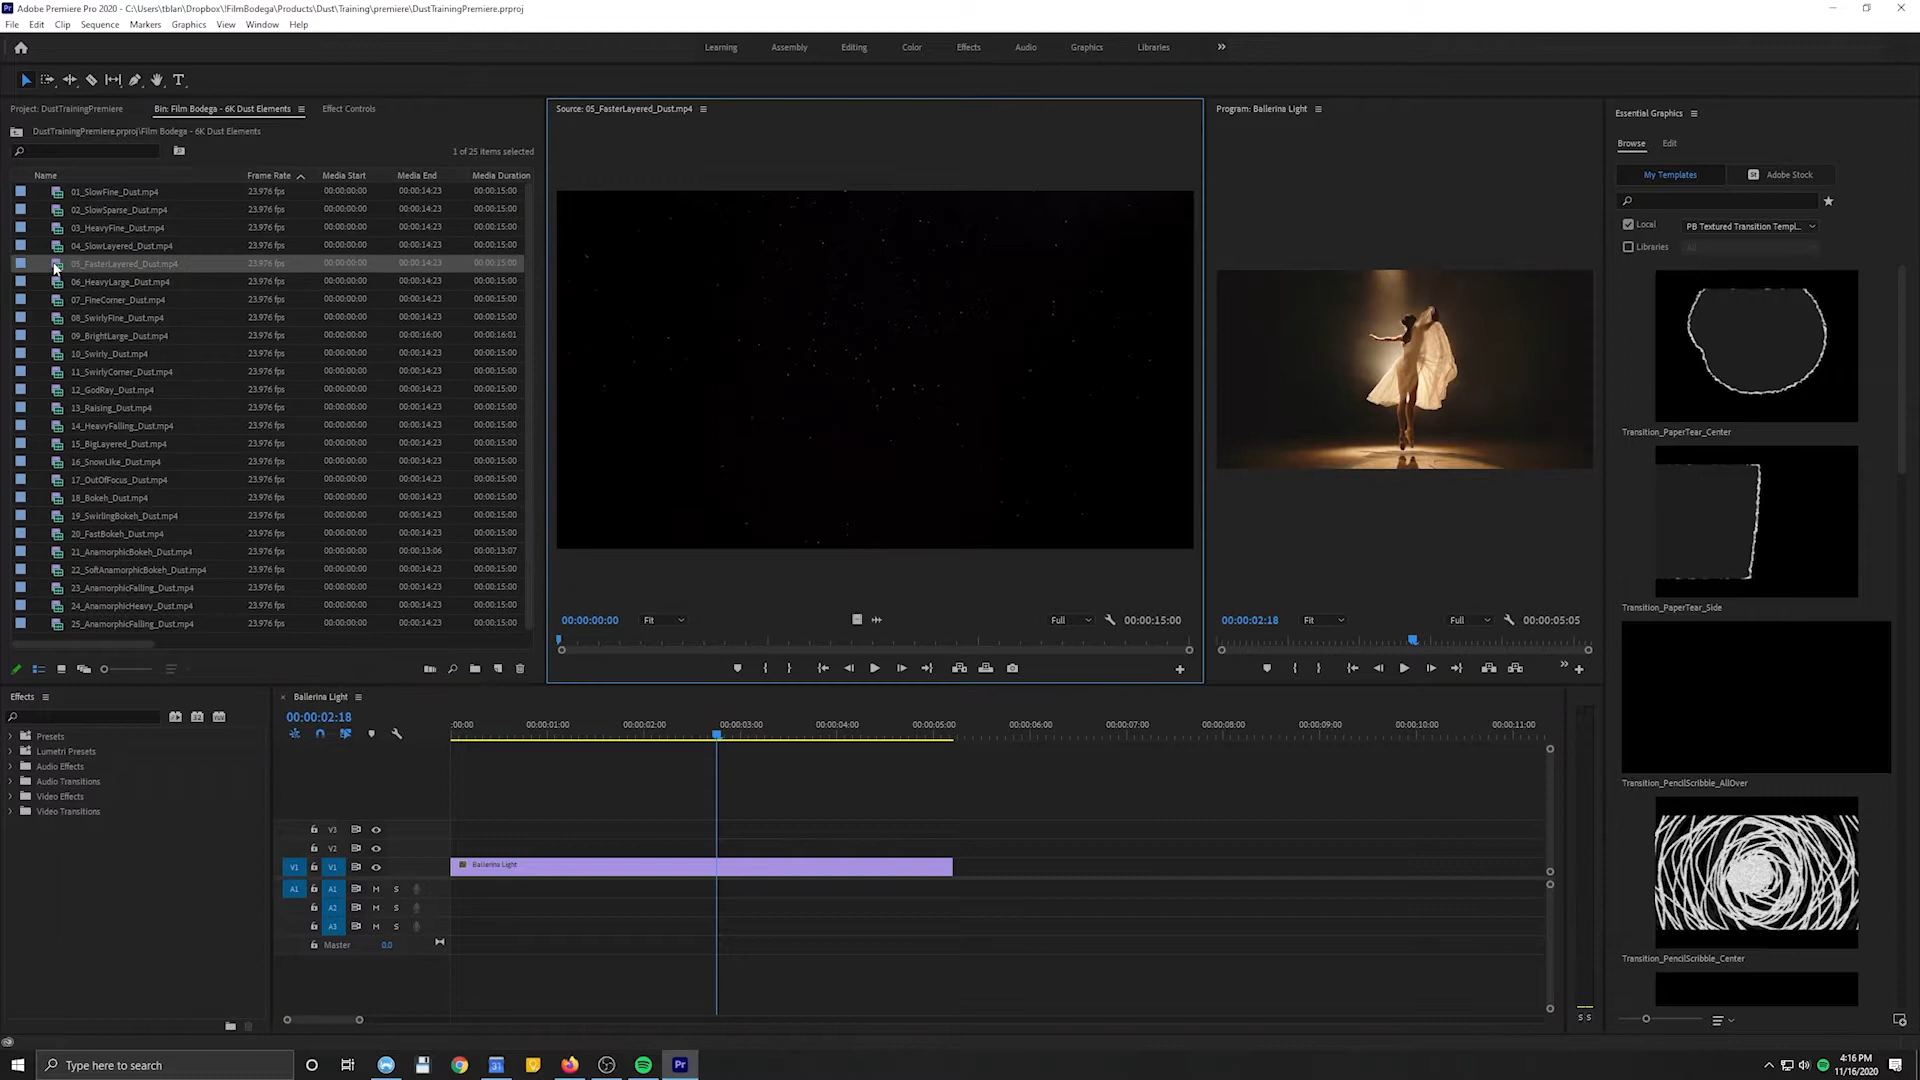 Adobe Premiere Pro 2020 - C:\Users\tblan\Dropbox\!FilmBodega\Products\Dust\Training\premiere\DustTrainingPremiere.prproj
File Edit Clip Sequence Markers Graphics View Window Help
Learning Assembly Editing Color Effects Audio Graphics Libraries
Project: DustTrainingPremiere Bin: Film Bodega - 6K Dust Elements Effect Controls
DustTrainingPremiere.prproj\Film Bodega - 6K Dust Elements
1 of 25 items selected
Name Frame Rate Media Start Media End Media Duration
01_SlowFine_Dust.mp4 23.976 fps 00:00:00:00 00:00:14:23 00:00:15:00
02_SlowSparse_Dust.mp4 23.976 fps 00:00:00:00 00:00:14:23 00:00:15:00
03_HeavyFine_Dust.mp4 23.976 fps 00:00:00:00 00:00:14:23 00:00:15:00
04_SlowLayered_Dust.mp4 23.976 fps 00:00:00:00 00:00:14:23 00:00:15:00
05_FasterLayered_Dust.mp4 23.976 fps 00:00:00:00 00:00:14:23 00:00:15:00
06_HeavyLarge_Dust.mp4 23.976 fps 00:00:00:00 00:00:14:23 00:00:15:00
07_FineCorner_Dust.mp4 23.976 fps 00:00:00:00 00:00:14:23 00:00:15:00
08_SwirlyFine_Dust.mp4 23.976 fps 00:00:00:00 00:00:14:23 00:00:15:00
09_BrightLarge_Dust.mp4 23.976 fps 00:00:00:00 00:00:16:00 00:00:16:01
10_Swirly_Dust.mp4 23.976 fps 00:00:00:00 00:00:14:23 00:00:15:00
11_SwirlyCorner_Dust.mp4 23.976 fps 00:00:00:00 00:00:14:23 00:00:15:00
12_GodRay_Dust.mp4 23.976 fps 00:00:00:00 00:00:14:23 00:00:15:00
13_Raising_Dust.mp4 23.976 fps 00:00:00:00 00:00:14:23 00:00:15:00
14_HeavyFalling_Dust.mp4 23.976 fps 00:00:00:00 00:00:14:23 00:00:15:00
15_BigLayered_Dust.mp4 23.976 fps 00:00:00:00 00:00:14:23 00:00:15:00
16_SnowLike_Dust.mp4 23.976 fps 00:00:00:00 00:00:14:23 00:00:15:00
17_OutOfFocus_Dust.mp4 23.976 fps 00:00:00:00 00:00:14:23 00:00:15:00
18_Bokeh_Dust.mp4 23.976 fps 00:00:00:00 00:00:14:23 00:00:15:00
19_SwirlingBokeh_Dust.mp4 23.976 fps 00:00:00:00 00:00:14:23 00:00:15:00
20_FastBokeh_Dust.mp4 23.976 fps 00:00:00:00 00:00:14:23 00:00:15:00
21_AnamorphicBokeh_Dust.mp4 23.976 fps 00:00:00:00 00:00:13:06 00:00:13:07
22_SoftAnamorphicBokeh_Dust.mp4 23.976 fps 00:00:00:00 00:00:14:23 00:00:15:00
23_AnamorphicFalling_Dust.mp4 23.976 fps 00:00:00:00 00:00:14:23 00:00:15:00
24_AnamorphicHeavy_Dust.mp4 23.976 fps 00:00:00:00 00:00:14:23 00:00:15:00
25_AnamorphicFalling_Dust.mp4 23.976 fps 00:00:00:00 00:00:14:23 00:00:15:00
Source: 05_FasterLayered_Dust.mp4
00:00:00:00 Fit Full 00:00:15:00
Program: Ballerina Light
00:00:02:18 Fit Full 00:00:05:05
Essential Graphics
Browse Edit
My Templates St Adobe Stock
Local PB Textured Transition Templ...
Libraries All
Transition_PaperTear_Center
Transition_PaperTear_Side
Transition_PencilScribble_AllOver
Transition_PencilScribble_Center
Effects
Presets
Lumetri Presets
Audio Effects
Audio Transitions
Video Effects
Video Transitions
Ballerina Light
00:00:02:18
:00:00 00:00:01:00 00:00:02:00 00:00:03:00 00:00:04:00 00:00:05:00 00:00:06:00 00:00:07:00 00:00:08:00 00:00:09:00 00:00:10:00 00:00:11:00
V3
V2
V1 V1 Ballerina Light
A1 A1 M S
A2 M S
A3 M S
Master 0.0
S S
Type here to search
31
Pr
4:16 PM
11/16/2020